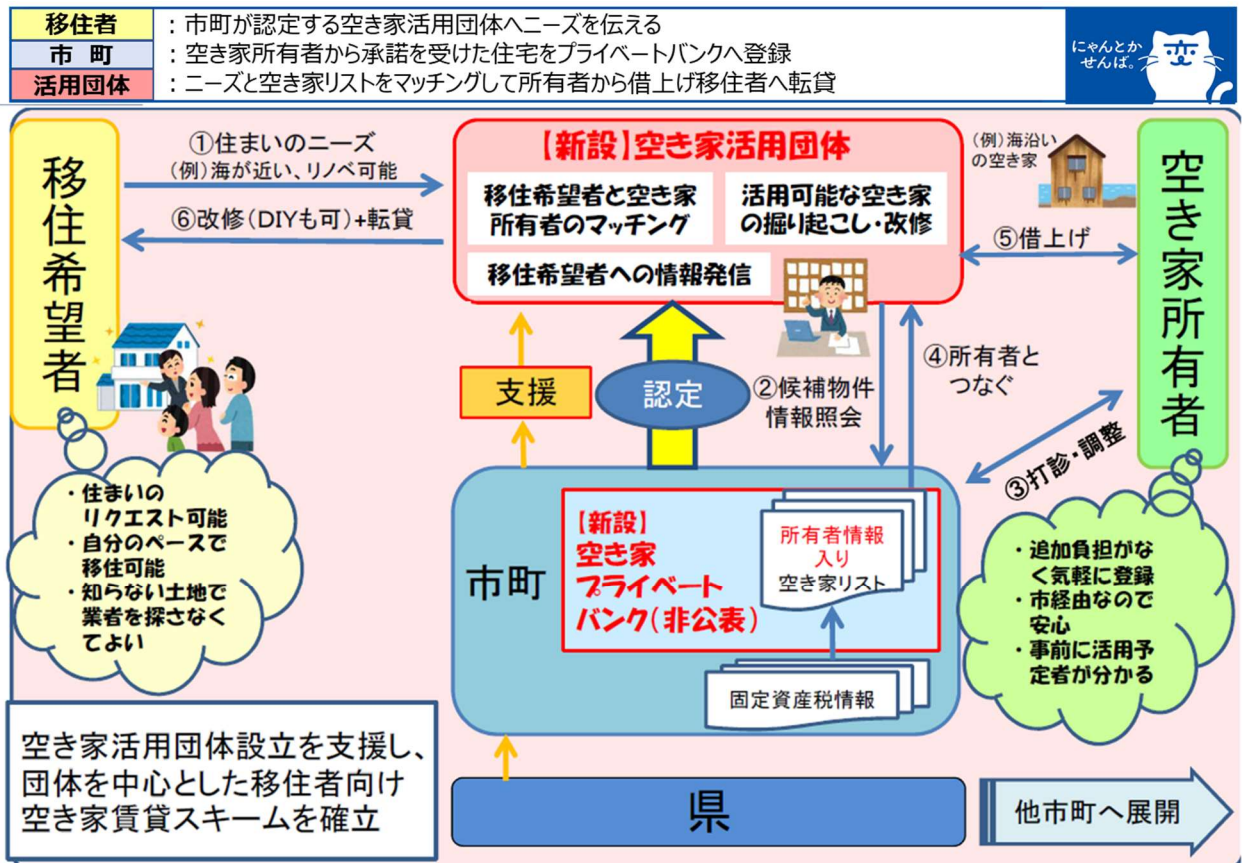 移住者 ：市町が認定する空き家活用団体へニーズを伝える
市 町 ：空き家所有者から承諾を受けた住宅をプライベートバンクへ登録
活用団体 ：ニーズと空き家リストをマッチングして所有者から借上げ移住者へ転貸
にゃんとか
せんば。
変
移住希望者
①住まいのニーズ
(例)海が近い、リノベ可能
⑥改修(DIYも可)+転貸
【新設】空き家活用団体
移住希望者と空き家
所有者のマッチング
活用可能な空き家
の掘り起こし・改修
移住希望者への情報発信
(例)海沿い
の空き家
⑤借上げ
空き家所有者
支援
認定
②候補物件
情報照会
④所有者と
つなぐ
③打診・調整
・住まいの
リクエスト可能
・自分のペースで
移住可能
・知らない土地で
業者を探さなく
てよい
市町
【新設】
空き家
プライベート
バンク(非公表)
所有者情報
入り
空き家リスト
固定資産税情報
・追加負担がな
く気軽に登録
・市経由なので
安心
・事前に活用予
定者が分かる
空き家活用団体設立を支援し、
団体を中心とした移住者向け
空き家賃貸スキームを確立
県
他市町へ展開